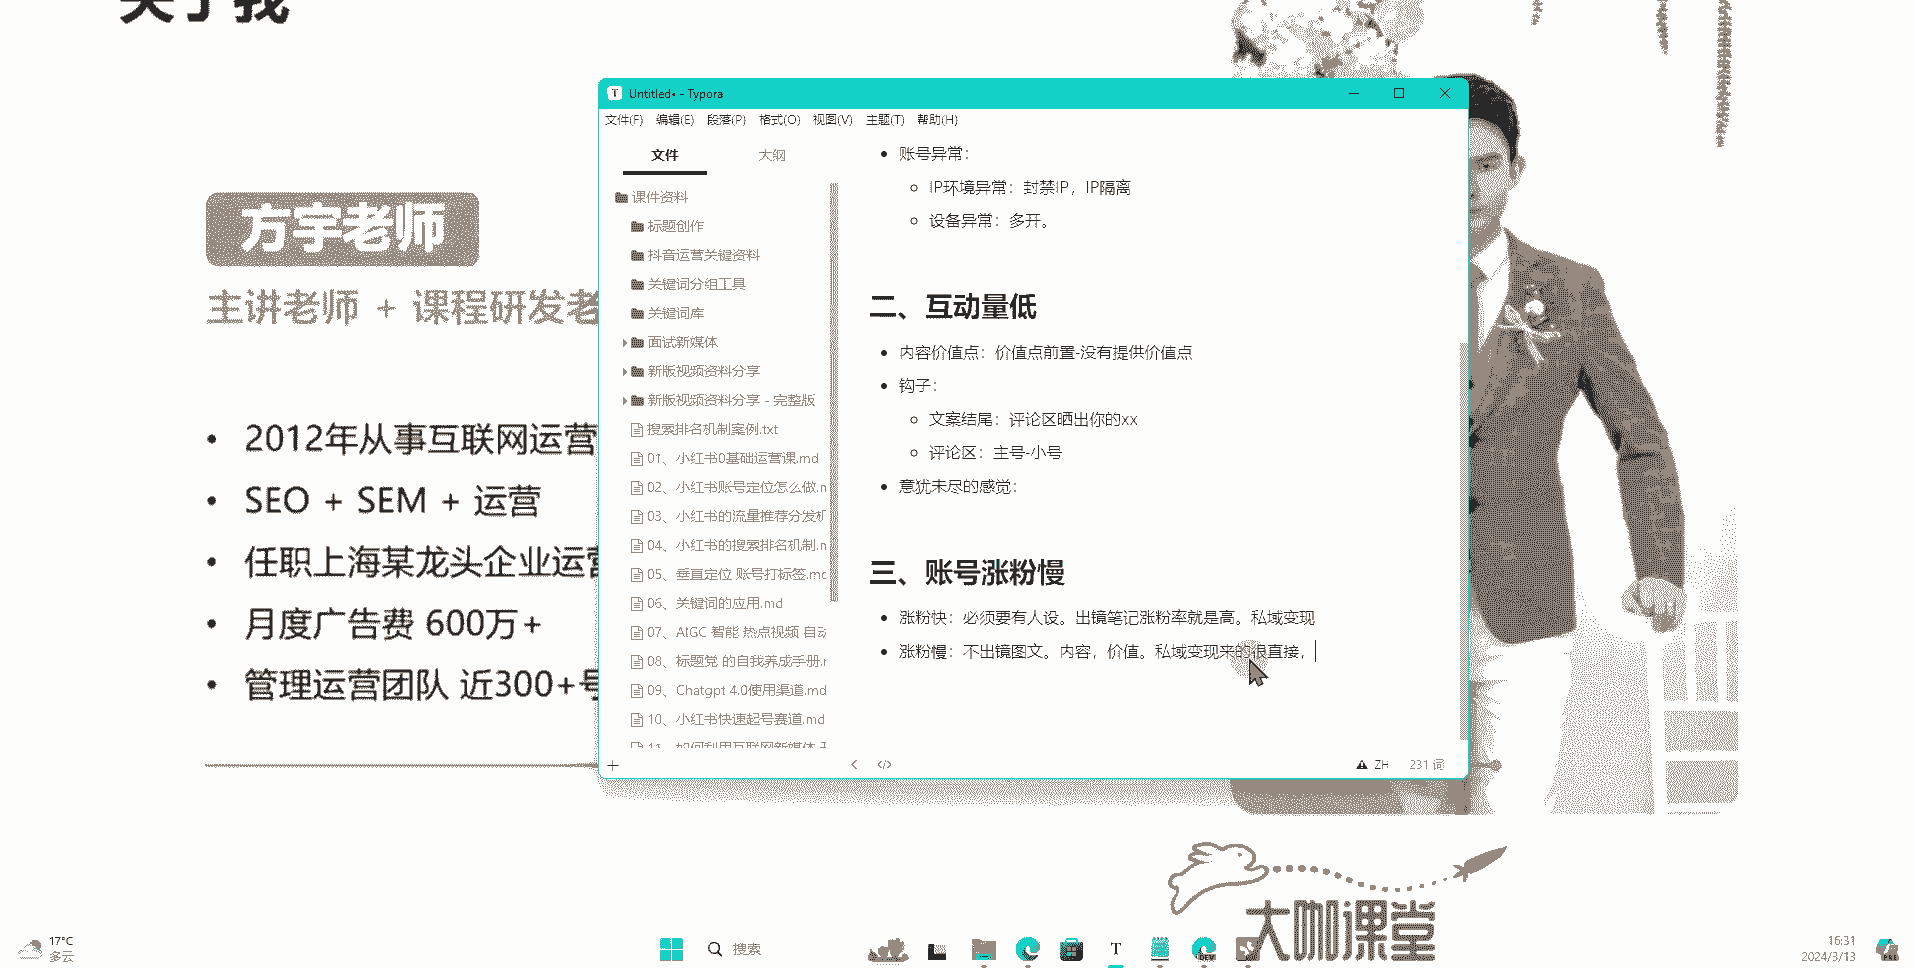 关于我
方宇老师
主讲老师 + 课程研发老
• 2012年从事互联网运营
• SEO + SEM + 运营
• 任职上海某龙头企业运营
• 月度广告费 600万+
• 管理运营团队 近300+号
T Untitled• - Typora
文件(F) 编辑(E) 段落(P) 格式(O) 视图(V) 主题(T) 帮助(H)
文件 大纲
课件资料
标题创作
抖音运营关键资料
关键词分组工具
关键词库
面试新媒体
新版视频资料分享
新版视频资料分享 - 完整版
搜索排名机制案例.txt
01、小红书0基础运营课.md
02、小红书账号定位怎么做.n
03、小红书的流量推荐分发机
04、小红书的搜索排名机制.n
05、垂直定位 账号打标签.mc
06、关键词的应用.md
07、AIGC 智能 热点视频 自动
08、标题党 的自我养成手册.r
09、Chatgpt 4.0使用渠道.md
10、小红书快速起号赛道.md
11、如何利用互联网新媒体
• 账号异常：
IP环境异常：封禁IP，IP隔离
设备异常：多开。
二、互动量低
• 内容价值点：价值点前置-没有提供价值点
• 钩子：
文案结尾：评论区晒出你的xx
评论区：主号-小号
• 意犹未尽的感觉：
三、账号涨粉慢
• 涨粉快：必须要有人设。出镜笔记涨粉率就是高。私域变现
• 涨粉慢：不出镜图文。内容，价值。私域变现来的很直接，
ZH 231 词
大咖课堂
17°C
多云
搜索
T
DEV
16:31
2024/3/13
PRE